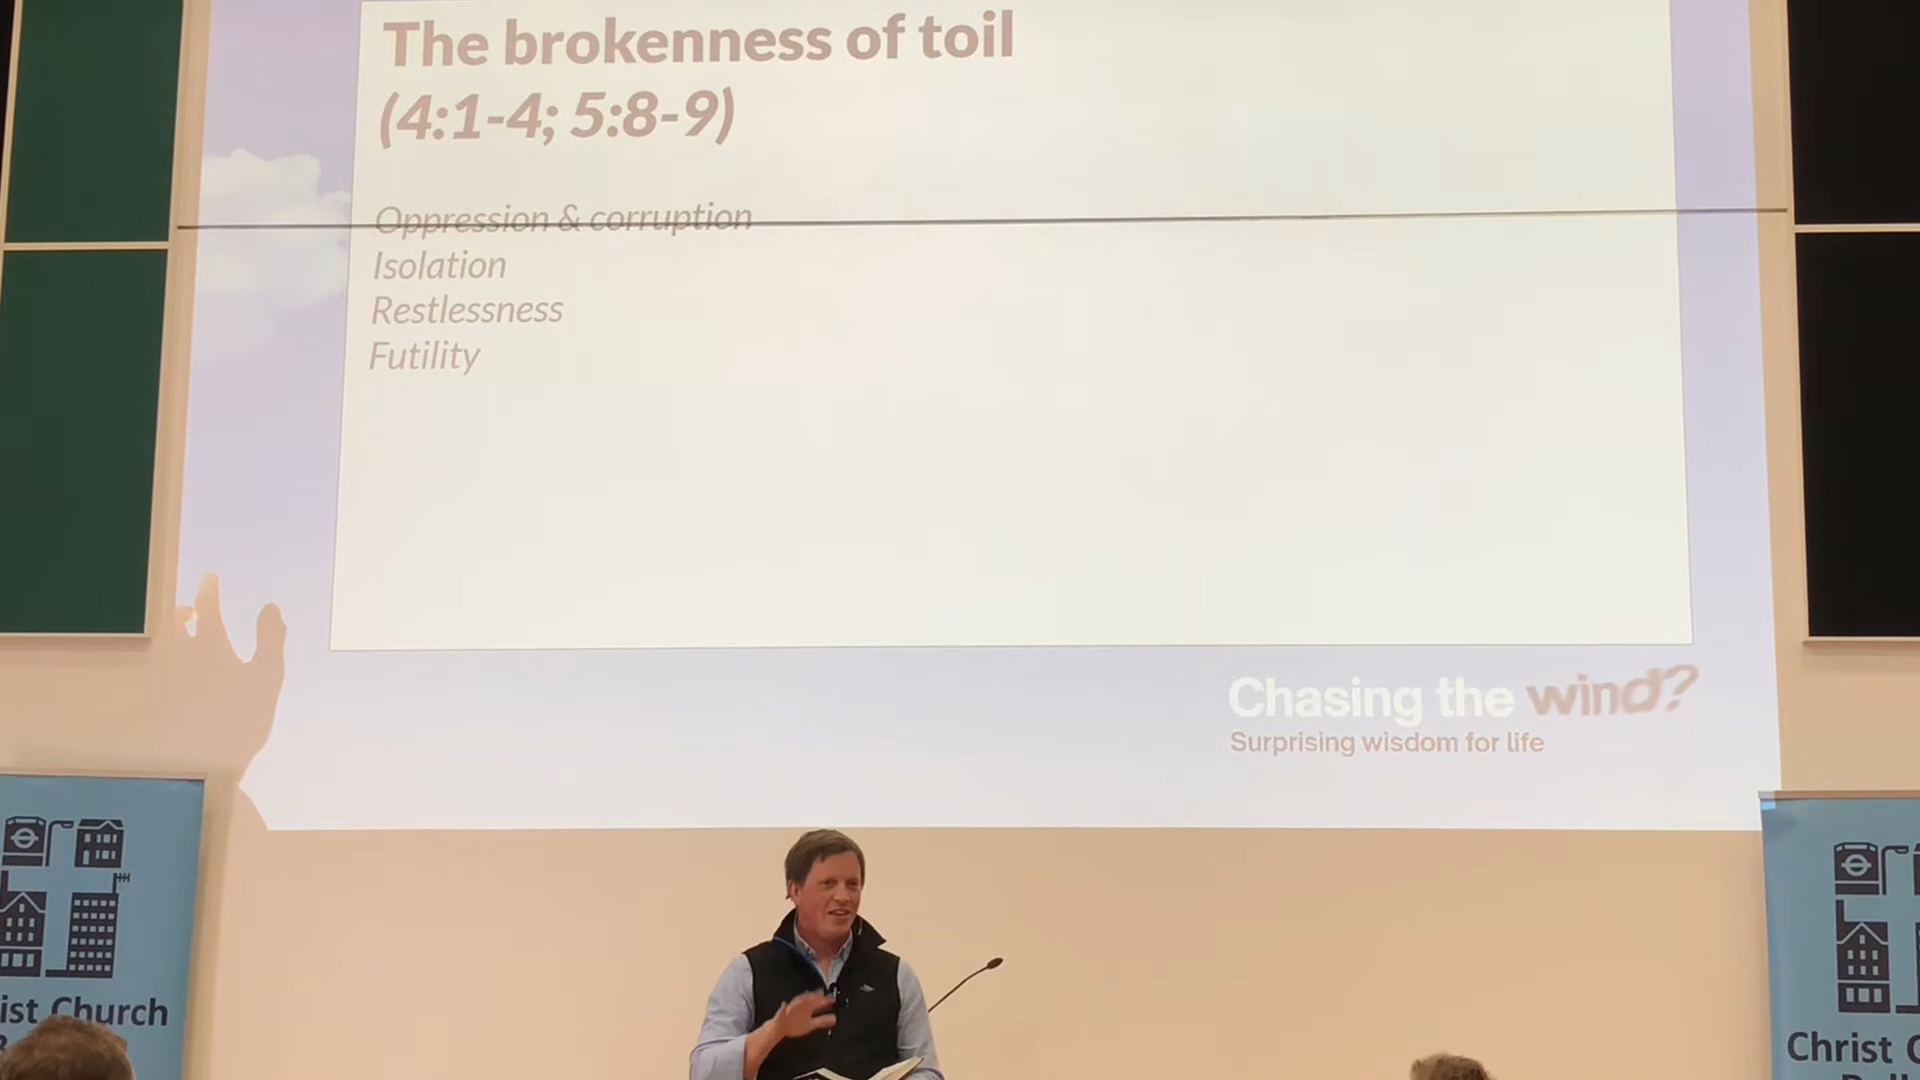 The brokenness of toil
(4:1-4; 5:8-9)
Oppression & corruption
Isolation
Restlessness
Futility
Chasing the wind?
Surprising wisdom for life
ist Church
Christ